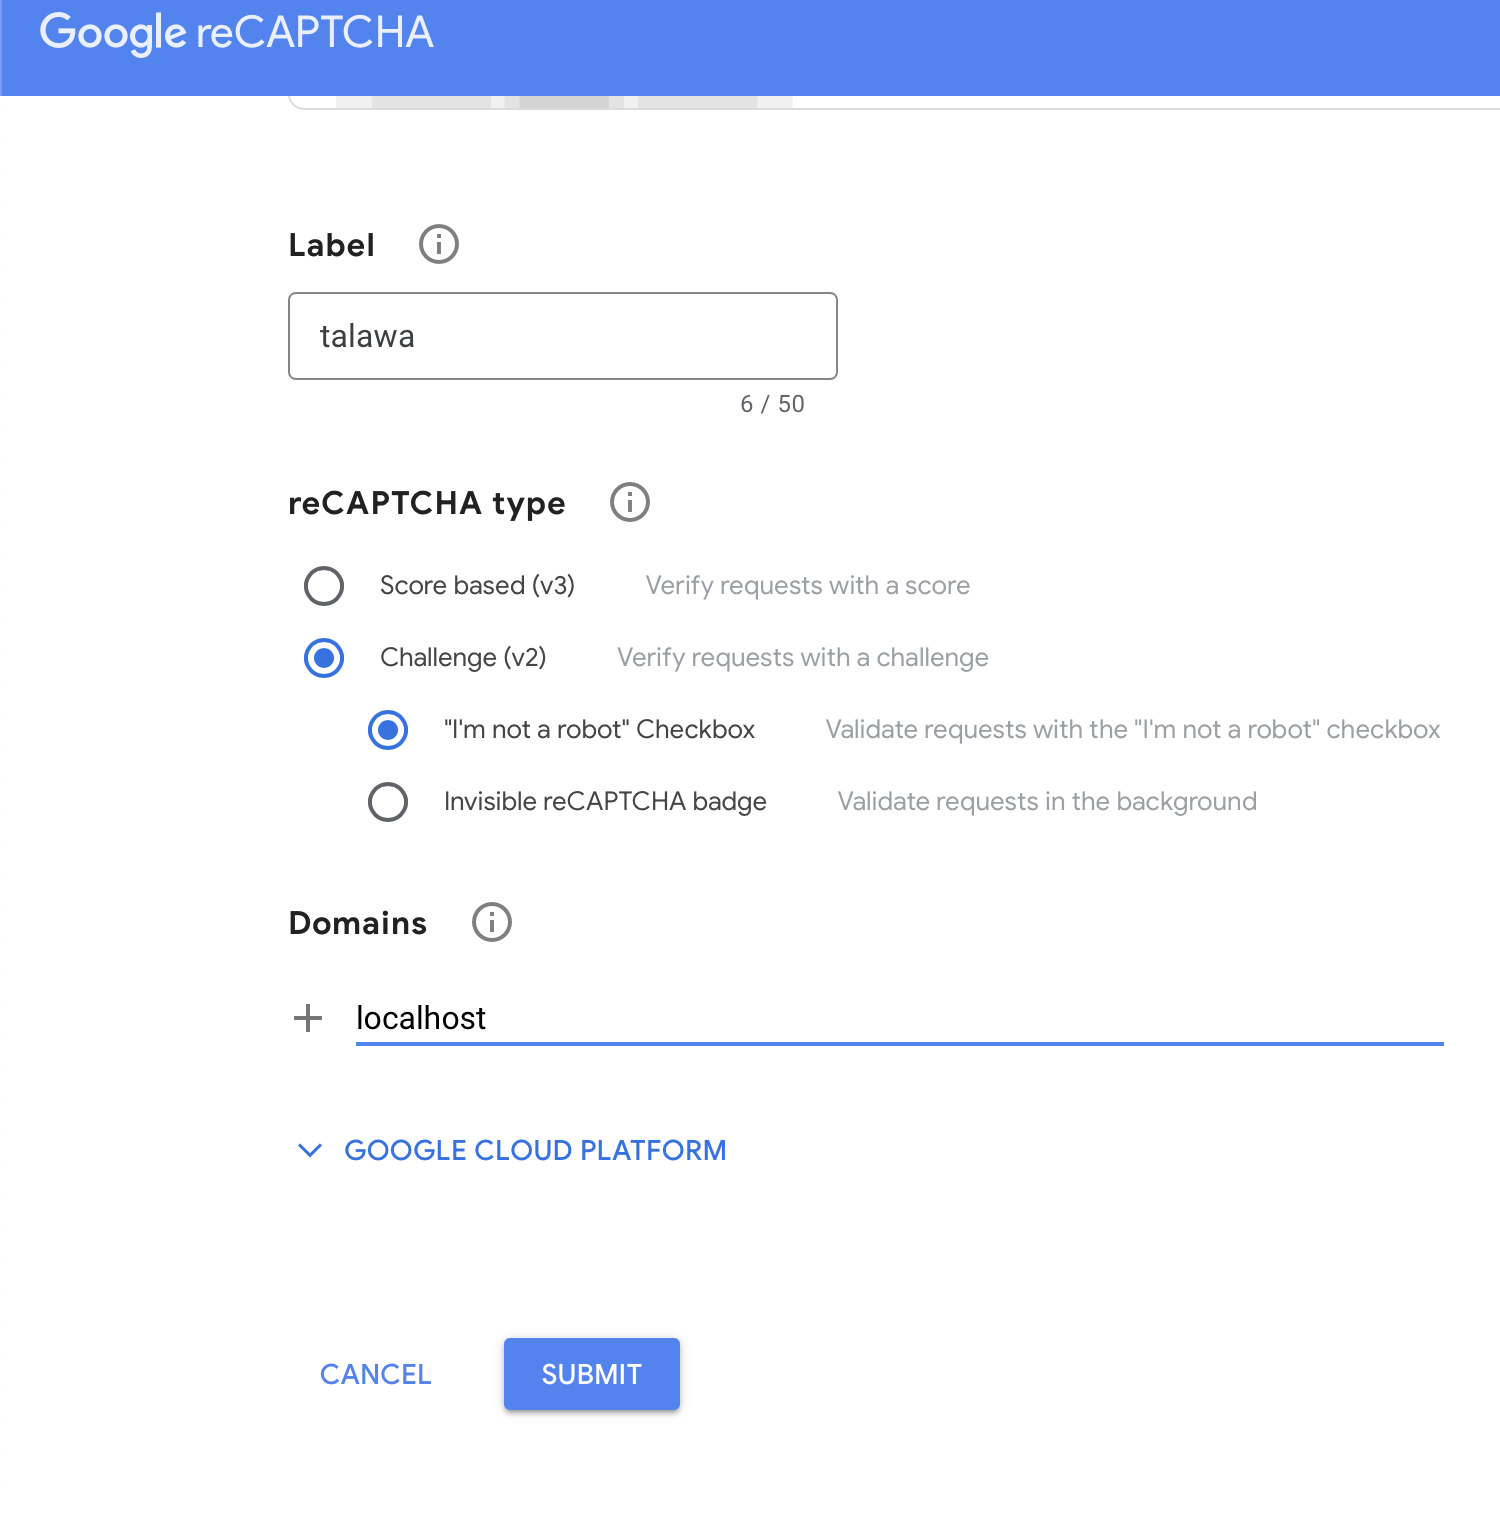 Google reCAPTCHA
Label
talawa
6 / 50
reCAPTCHA type
Score based (v3) Verify requests with a score
Challenge (v2) Verify requests with a challenge
"I'm not a robot" Checkbox Validate requests with the "I'm not a robot" checkbox
Invisible reCAPTCHA badge Validate requests in the background
Domains
localhost
GOOGLE CLOUD PLATFORM
CANCEL SUBMIT